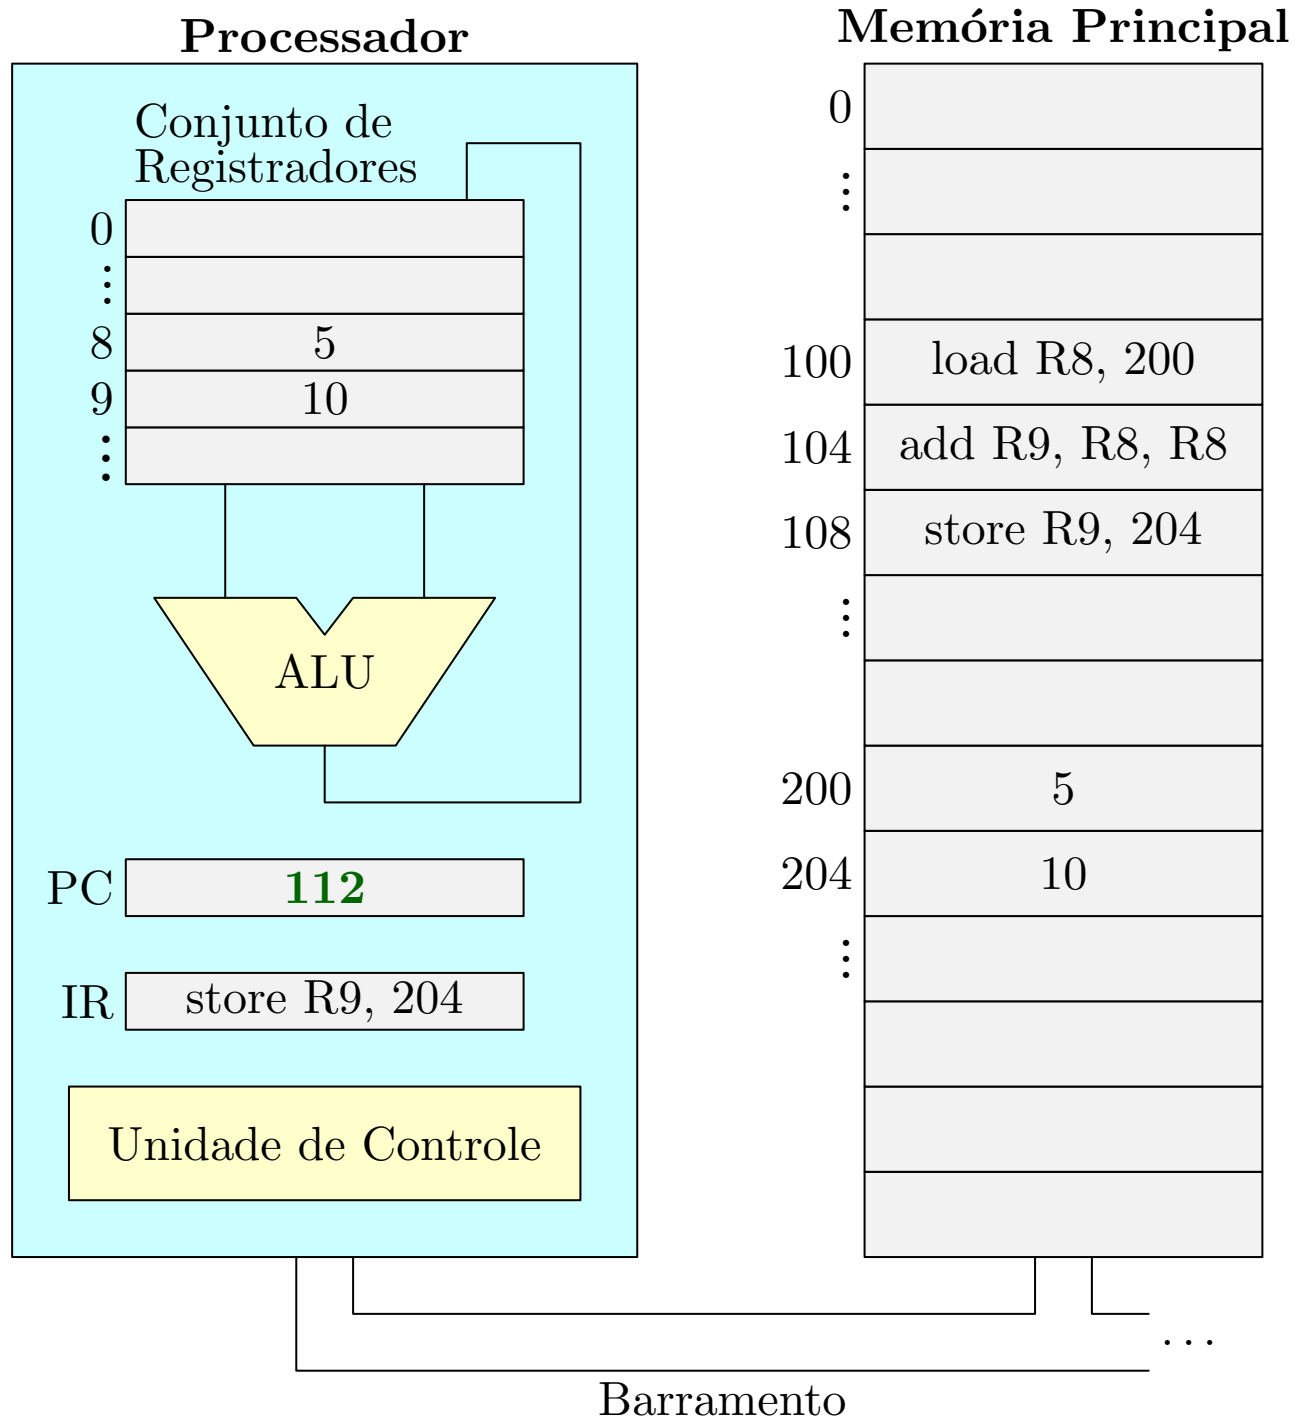 Processador
Conjunto de
Registradores
0
⋮
8 5
9 10
⋮
ALU
PC 112
IR store R9, 204
Unidade de Controle
Memória Principal
0
⋮
100 load R8, 200
104 add R9, R8, R8
108 store R9, 204
⋮
200 5
204 10
⋮
...
Barramento